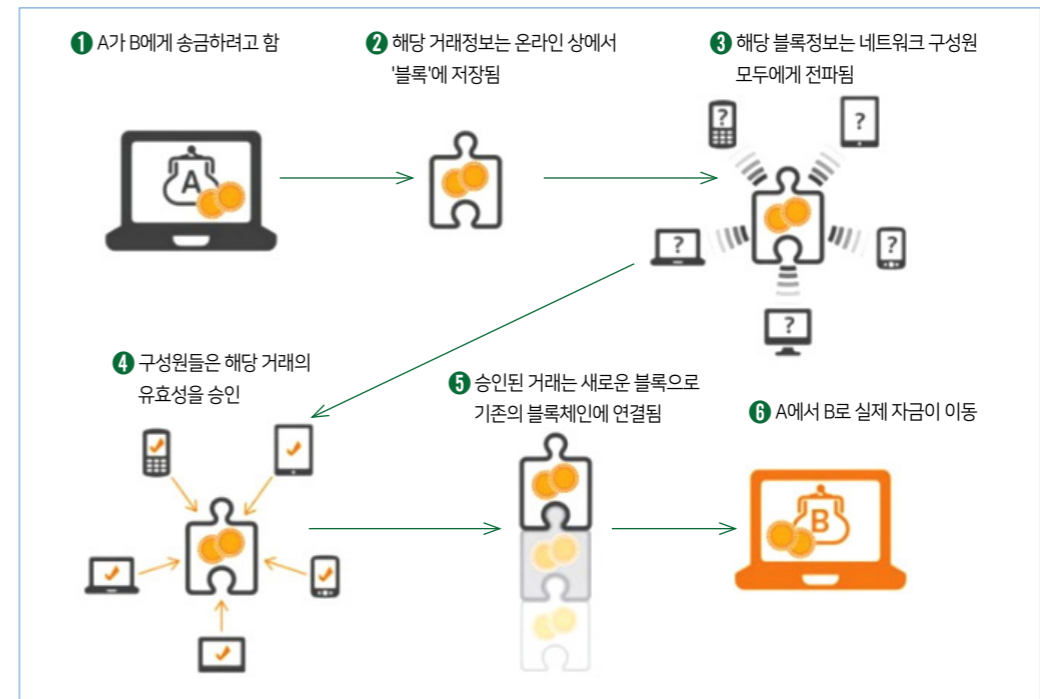 ❶ A가 B에게 송금하려고 함
❷ 해당 거래정보는 온라인 상에서
'블록'에 저장됨
❸ 해당 블록정보는 네트워크 구성원
모두에게 전파됨
A
?
?
?
?
?
❹ 구성원들은 해당 거래의
유효성을 승인
❺ 승인된 거래는 새로운 블록으로
기존의 블록체인에 연결됨
❻ A에서 B로 실제 자금이 이동
B